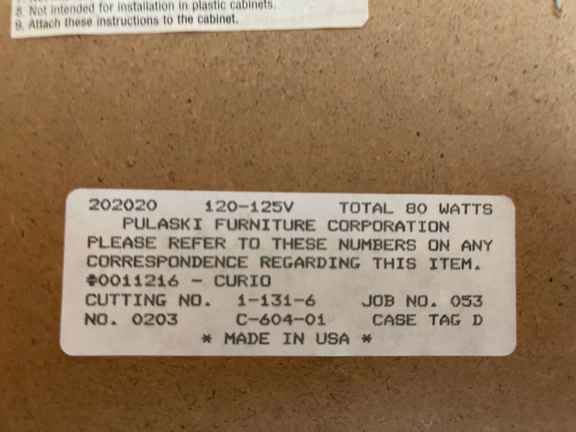 8. Not intended for installation in plastic cabinets.
9. Attach these instructions to the cabinet.
202020 120-125V TOTAL 80 WATTS
PULASKI FURNITURE CORPORATION
PLEASE REFER TO THESE NUMBERS ON ANY
CORRESPONDENCE REGARDING THIS ITEM.
#0011216 - CURIO
CUTTING NO. 1-131-6 JOB NO. 053
NO. 0203 C-604-01 CASE TAG D
* MADE IN USA *